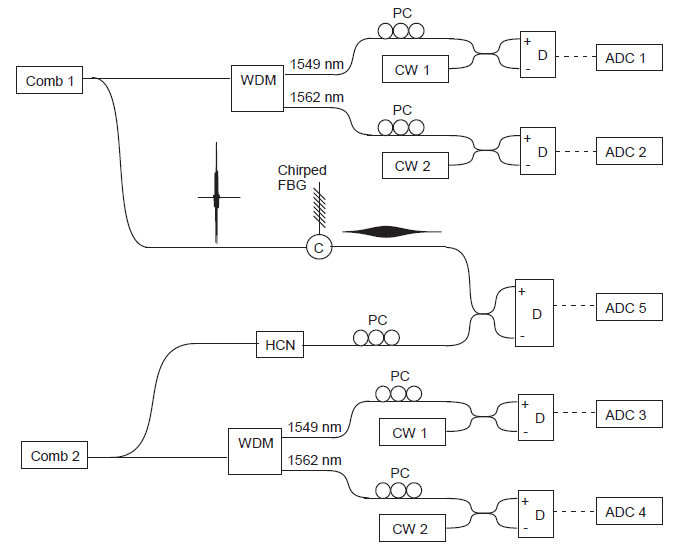 PC
1549 nm
+
D
-
ADC 1
Comb 1
WDM
CW 1
1562 nm
PC
+
D
-
ADC 2
CW 2
Chirped
FBG
C
+
D
-
ADC 5
PC
HCN
PC
1549 nm
+
D
-
ADC 3
CW 1
WDM
Comb 2
1562 nm
PC
+
D
-
ADC 4
CW 2